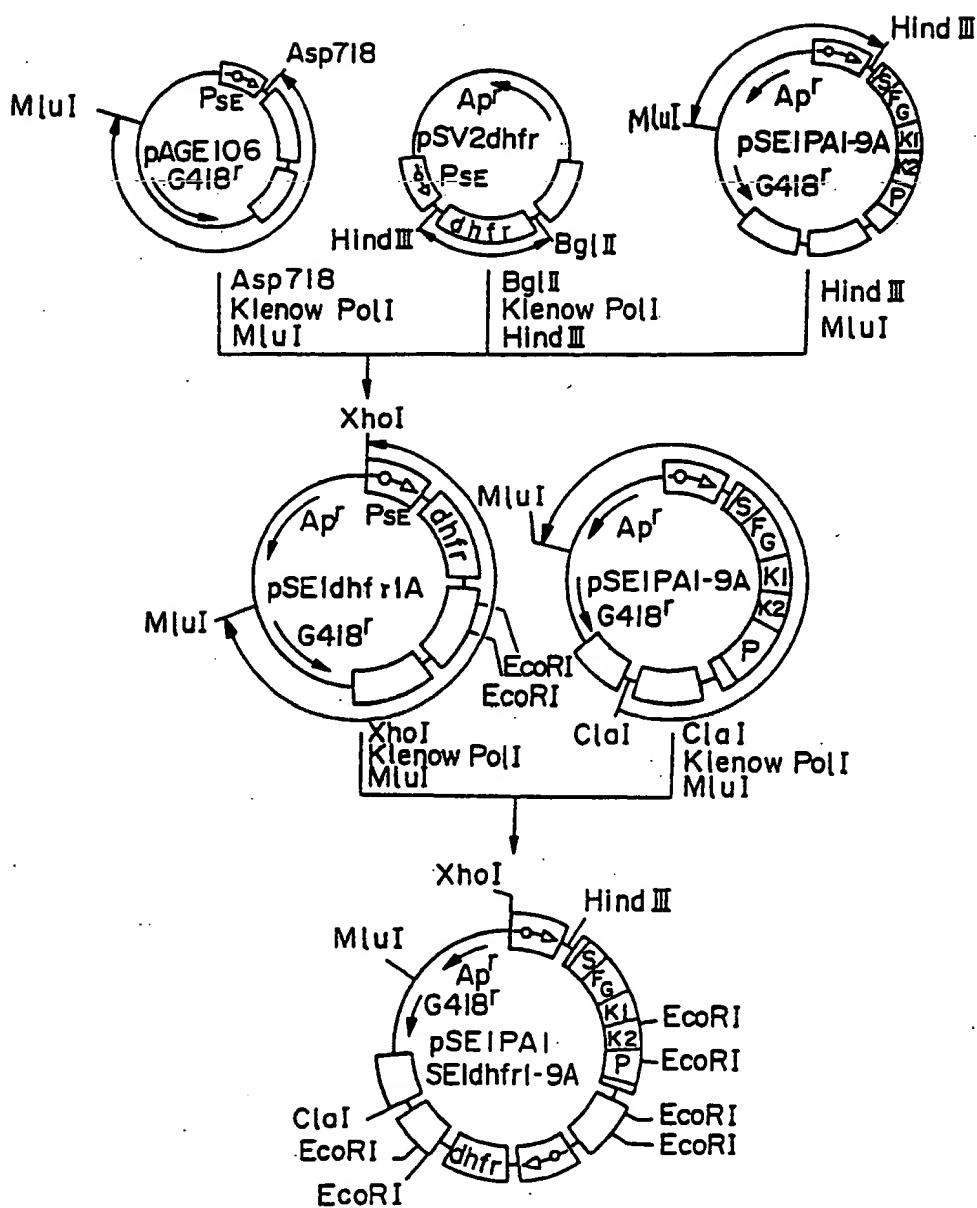 Asp718
MluI
PSE
pAGE106
G418r
Apr
pSV2dhfr
PSE
dhfr
HindIII
BglII
HindIII
MluI
Apr
pSE1PA1-9A
G418r
S
F
G
K1
K2
P
Asp718
Klenow PolI
MluI
BglII
Klenow PolI
HindIII
HindIII
MluI
XhoI
PSE
dhfr
Apr
pSE1dhfr1A
MluI
G418r
EcoRI
EcoRI
MluI
Apr
pSE1PA1-9A
G418r
S
F
G
K1
K2
P
ClaI
XhoI
Klenow PolI
MluI
ClaI
Klenow PolI
MluI
XhoI
HindIII
MluI
Apr
G418r
pSE1PA1
SE1dhfr1-9A
S
F
G
K1
K2
P
EcoRI
EcoRI
EcoRI
EcoRI
ClaI
EcoRI
EcoRI
dhfr